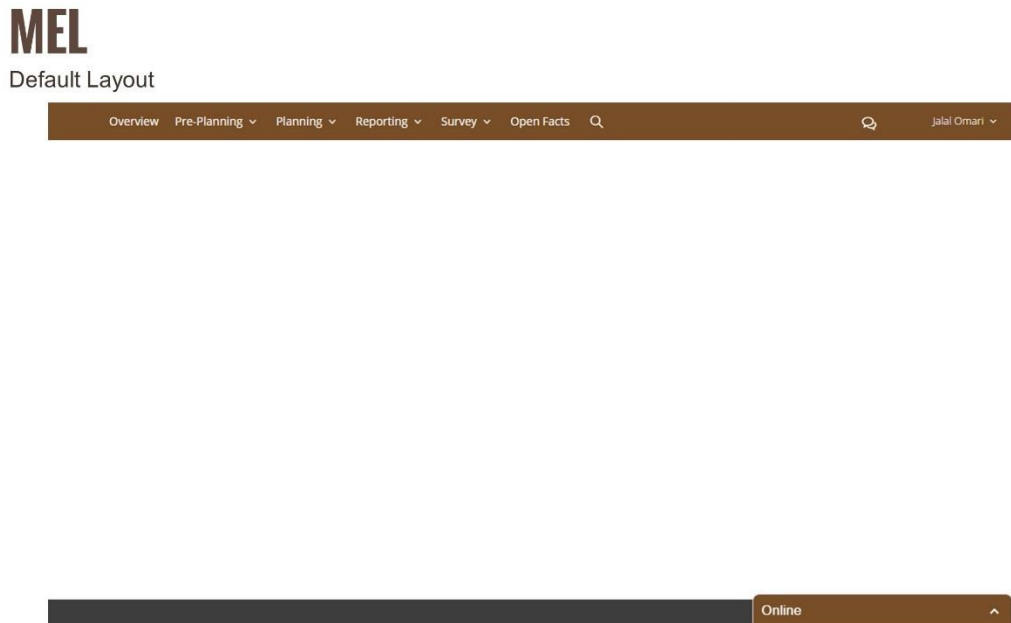 MEL
Default Layout
Overview Pre-Planning Planning Reporting Survey Open Facts Jalal Omari
Online